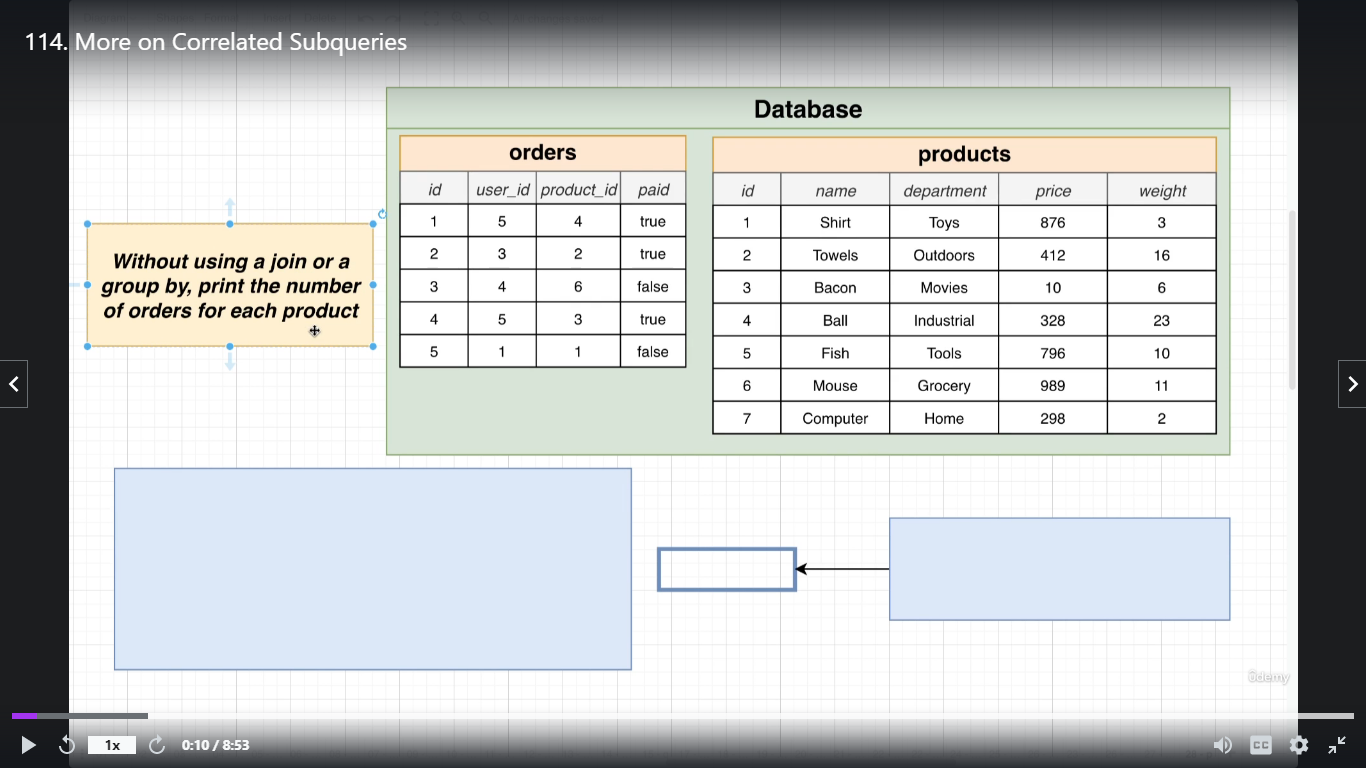 114. More on Correlated Subqueries
Database
orders
id user_id product_id paid
1 5 4 true
2 3 2 true
3 4 6 false
4 5 3 true
5 1 1 false
products
id name department price weight
1 Shirt Toys 876 3
2 Towels Outdoors 412 16
3 Bacon Movies 10 6
4 Ball Industrial 328 23
5 Fish Tools 796 10
6 Mouse Grocery 989 11
7 Computer Home 298 2
Without using a join or a
group by, print the number
of orders for each product
ûdemy
1x
0:10 / 8:53
CC